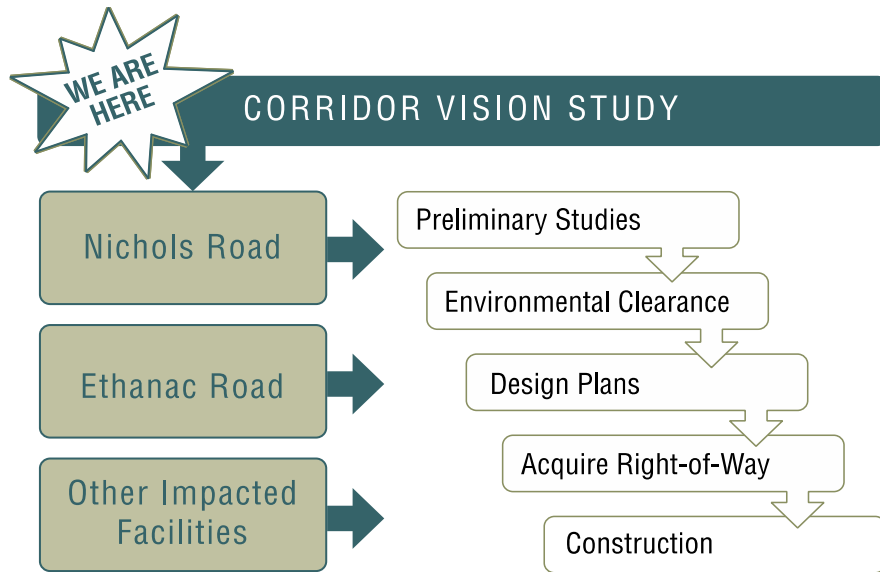 WE ARE
HERE
CORRIDOR VISION STUDY
Nichols Road
Preliminary Studies
Environmental Clearance
Ethanac Road
Design Plans
Acquire Right-of-Way
Other Impacted
Facilities
Construction